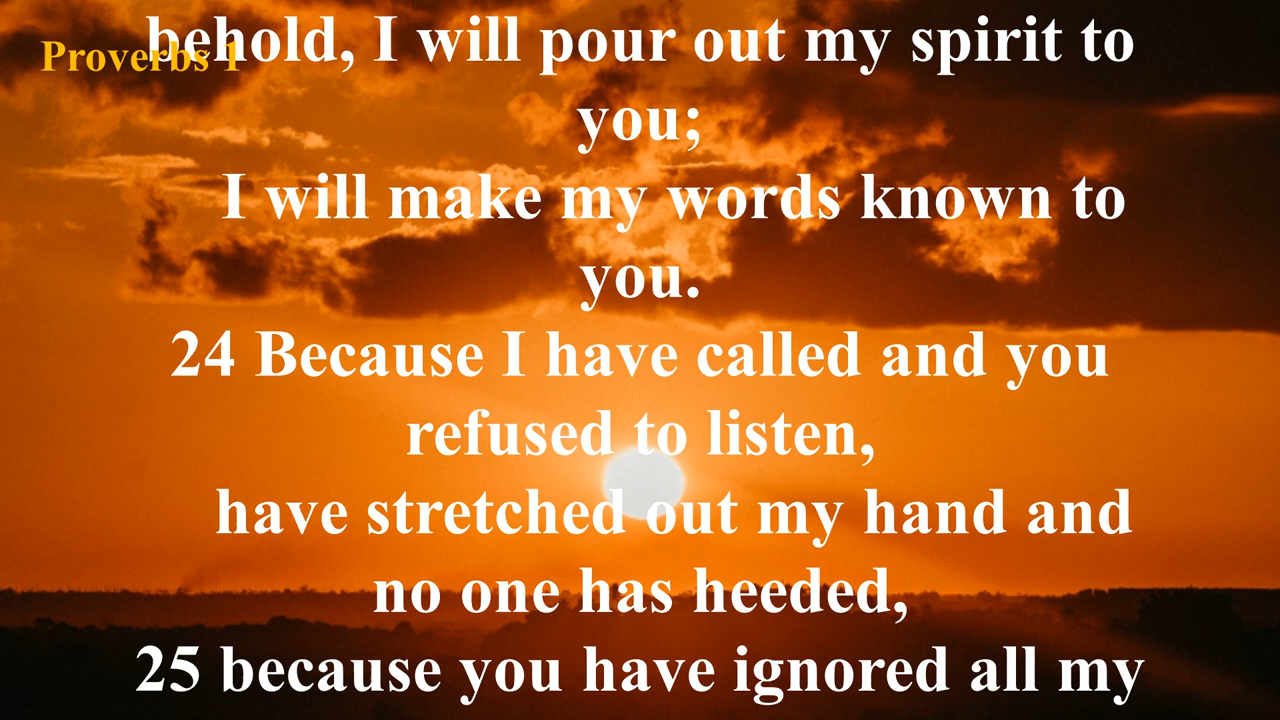 Proverbs 1
behold, I will pour out my spirit to
you;
I will make my words known to
you.
24 Because I have called and you
refused to listen,
have stretched out my hand and
no one has heeded,
25 because you have ignored all my